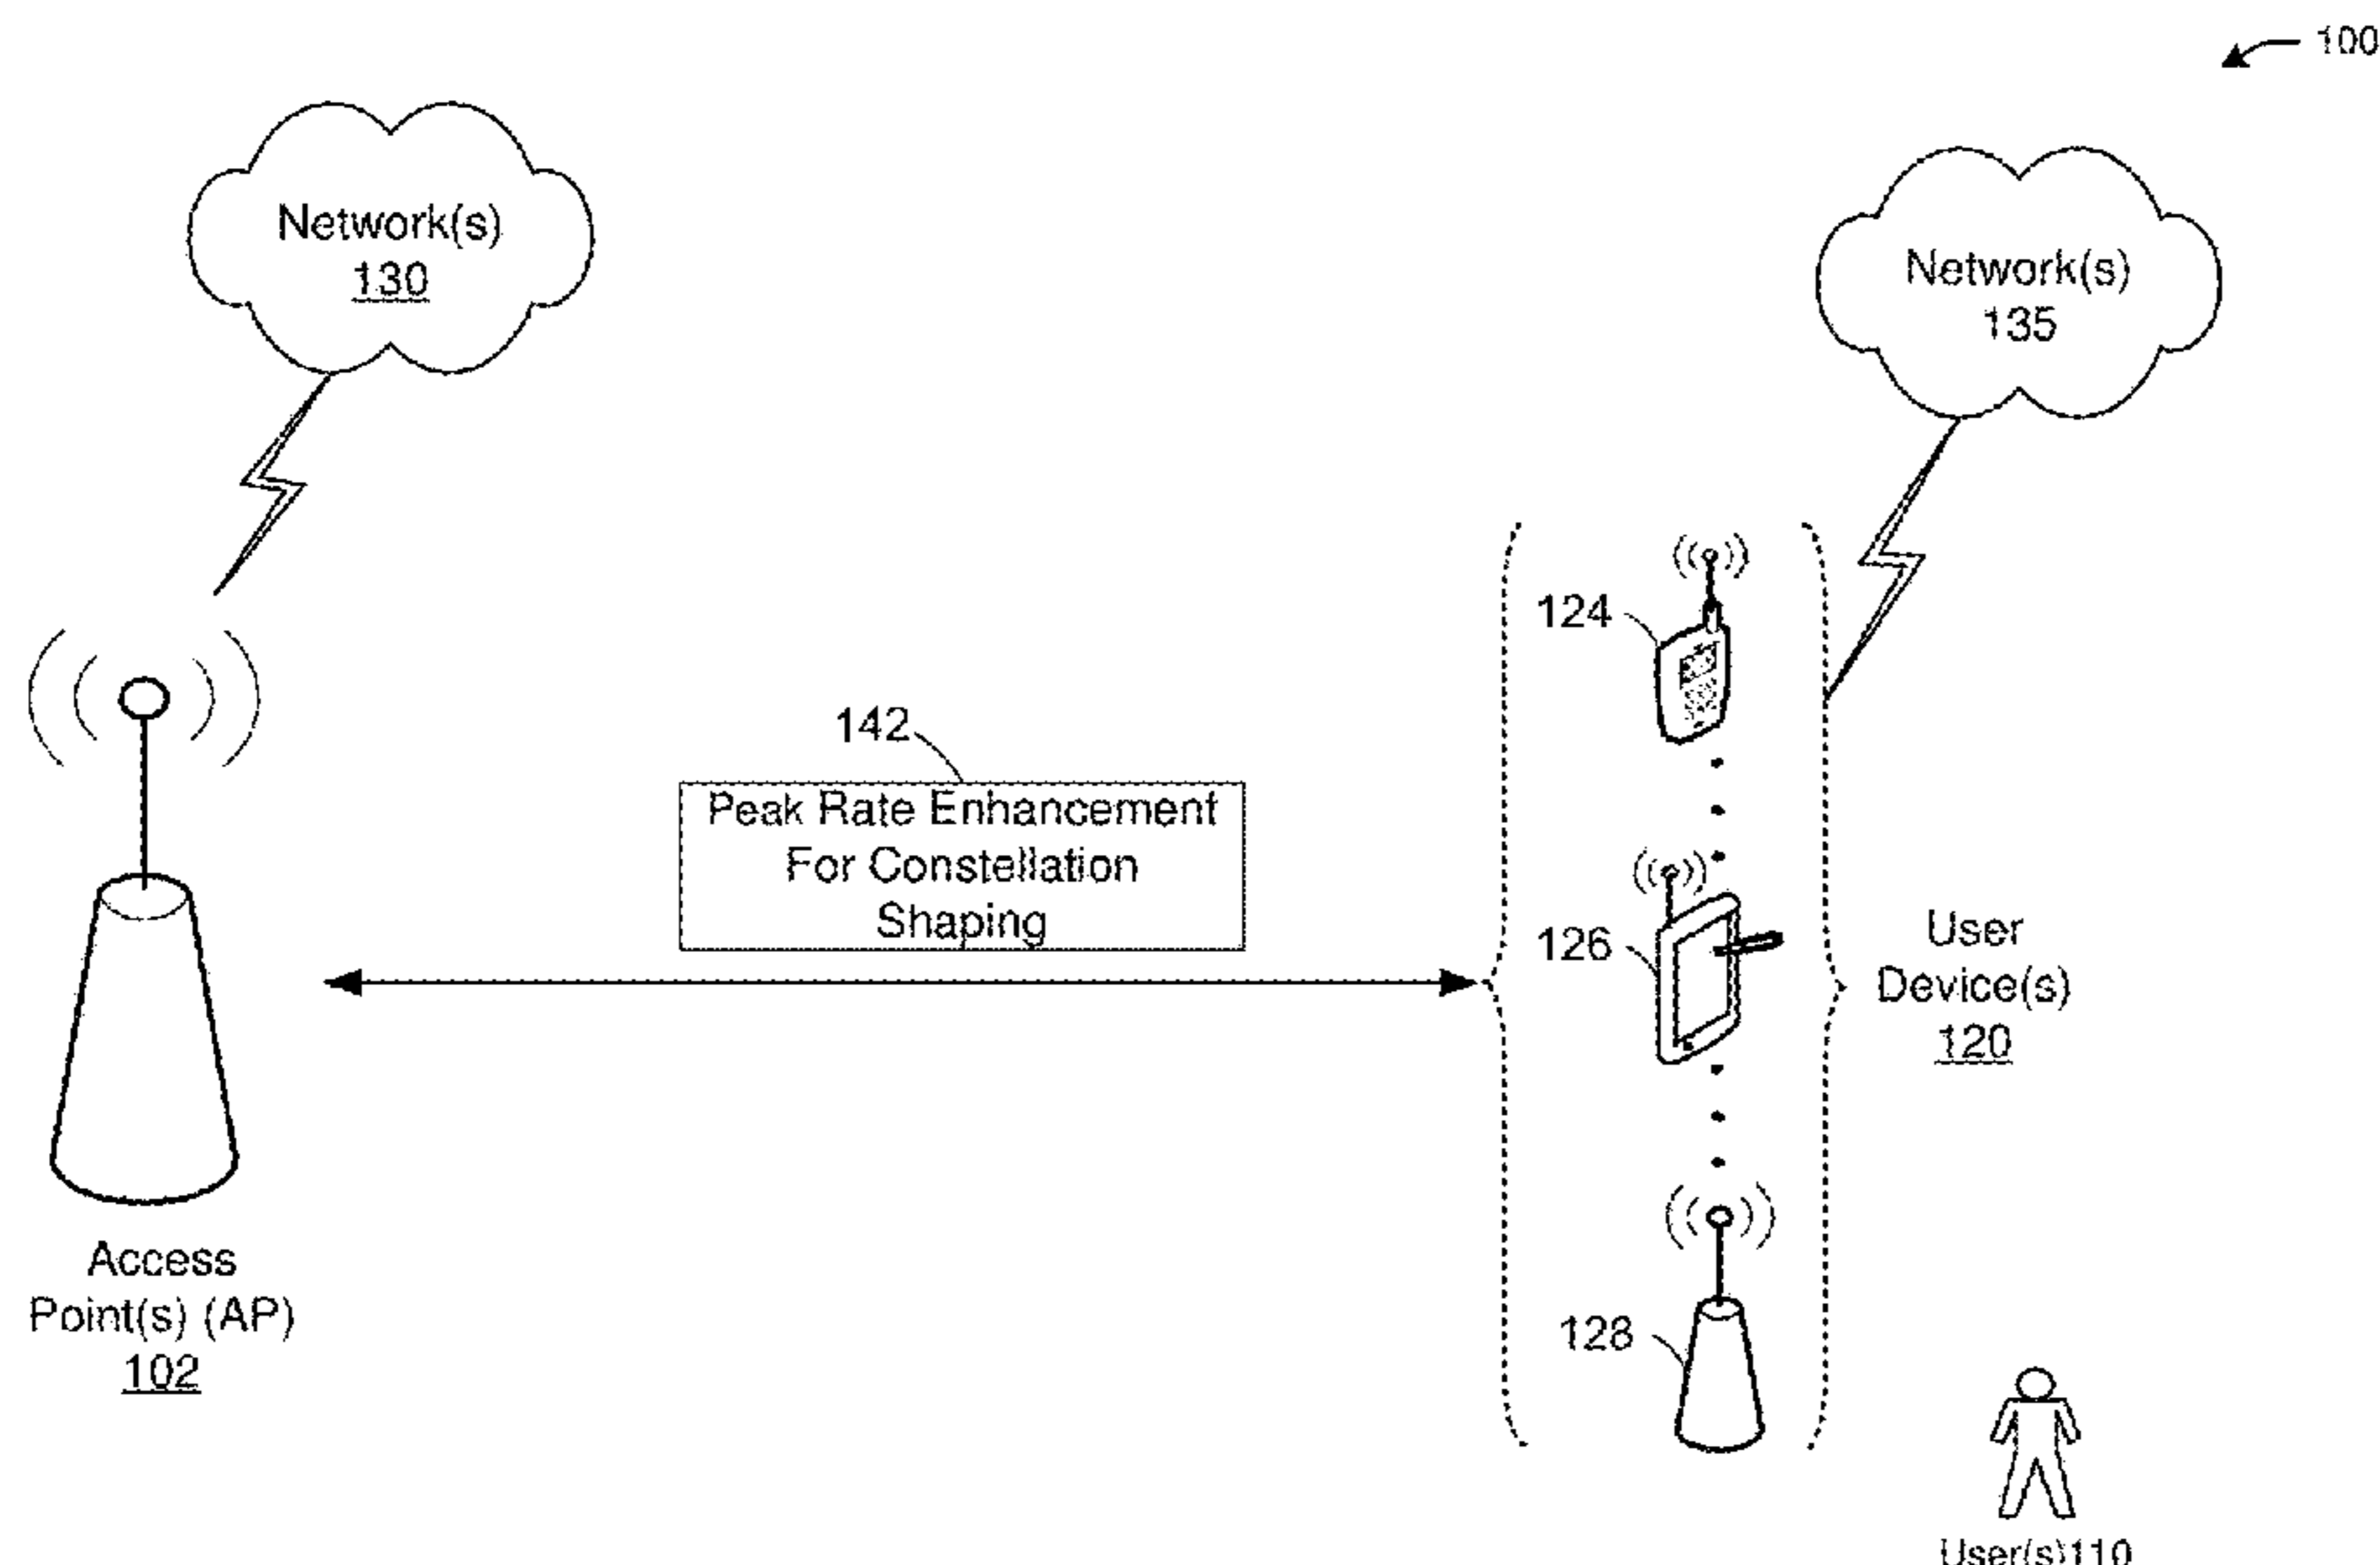 100
Network(s)
130
Network(s)
135
124
142
Peak Rate Enhancement
For Constellation
Shaping
126
User
Device(s)
120
Access
Point(s) (AP)
102
128
User(s)110